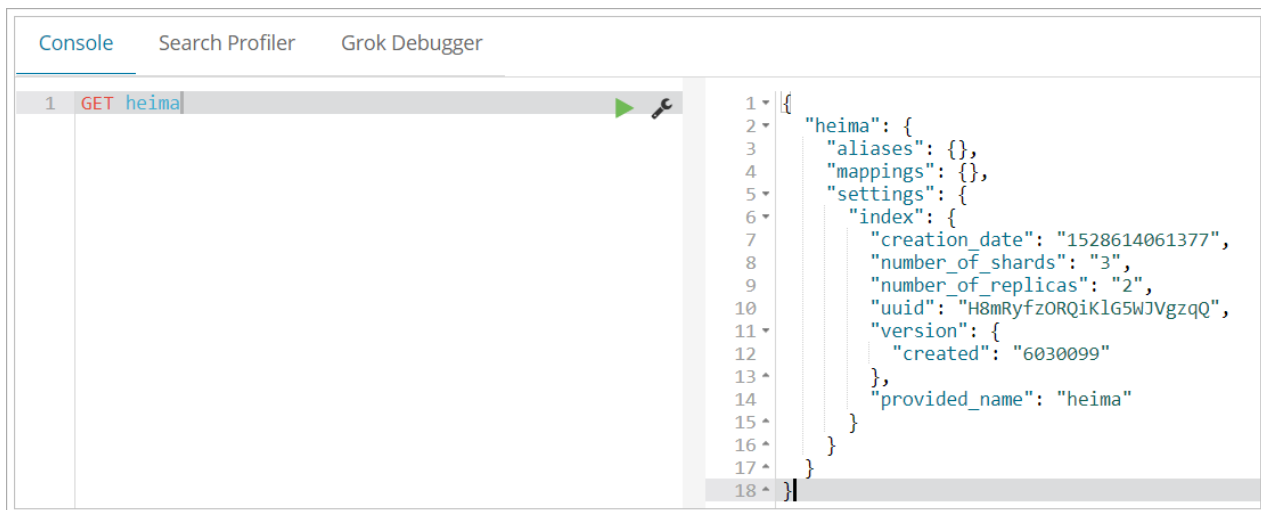 Console Search Profiler Grok Debugger
1 GET heima
1 {
2 "heima": {
3 "aliases": {},
4 "mappings": {},
5 "settings": {
6 "index": {
7 "creation_date": "1528614061377",
8 "number_of_shards": "3",
9 "number_of_replicas": "2",
10 "uuid": "H8mRyfzORQiKlG5WJVgzqQ",
11 "version": {
12 "created": "6030099"
13 },
14 "provided_name": "heima"
15 }
16 }
17 }
18 }